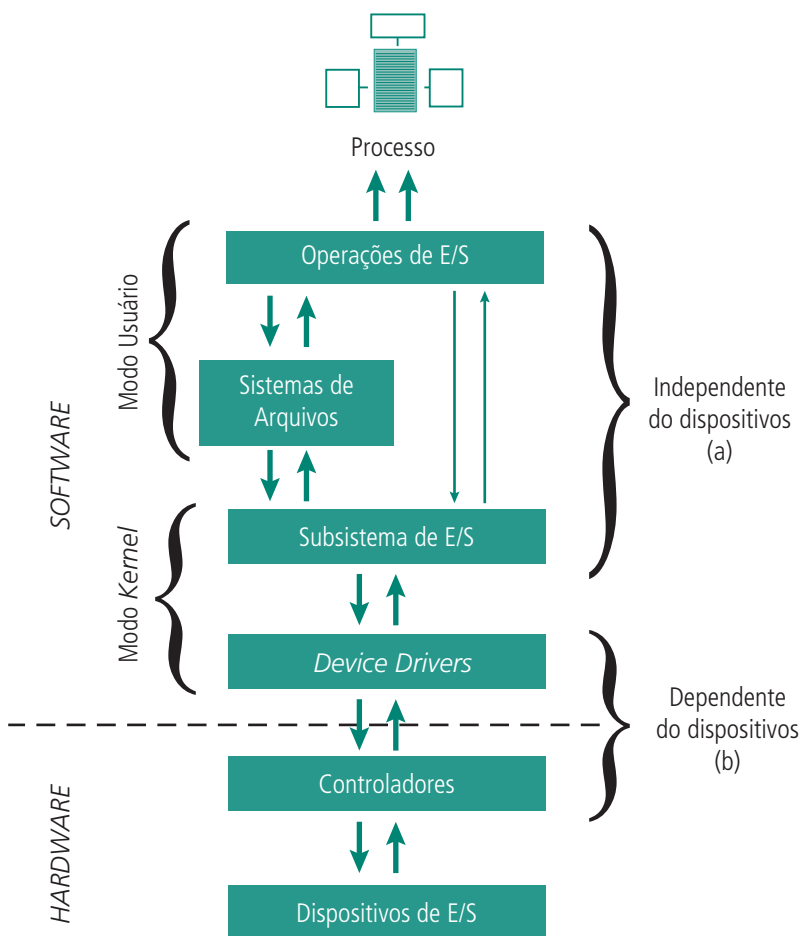 Processo
Operações de E/S
Modo Usuário
Sistemas de
Arquivos
Independente
do dispositivos
(a)
SOFTWARE
Subsistema de E/S
Modo Kernel
Device Drivers
Dependente
do dispositivos
(b)
Controladores
HARDWARE
Dispositivos de E/S